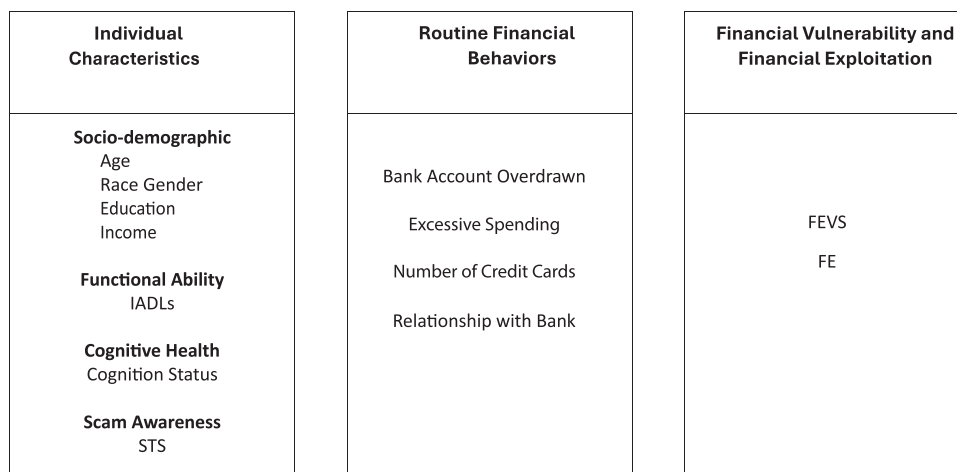 Individual
Characteristics
Socio-demographic
Age
Race Gender
Education
Income
Functional Ability
IADLs
Cognitive Health
Cognition Status
Scam Awareness
STS
Routine Financial
Behaviors
Bank Account Overdrawn
Excessive Spending
Number of Credit Cards
Relationship with Bank
Financial Vulnerability and
Financial Exploitation
FEVS
FE